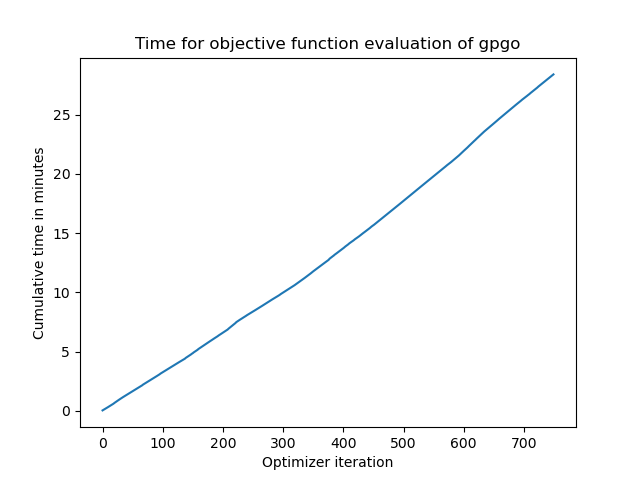 Time for objective function evaluation of gpgo
Cumulative time in minutes
25
20
15
10
5
0
0 100 200 300 400 500 600 700
Optimizer iteration